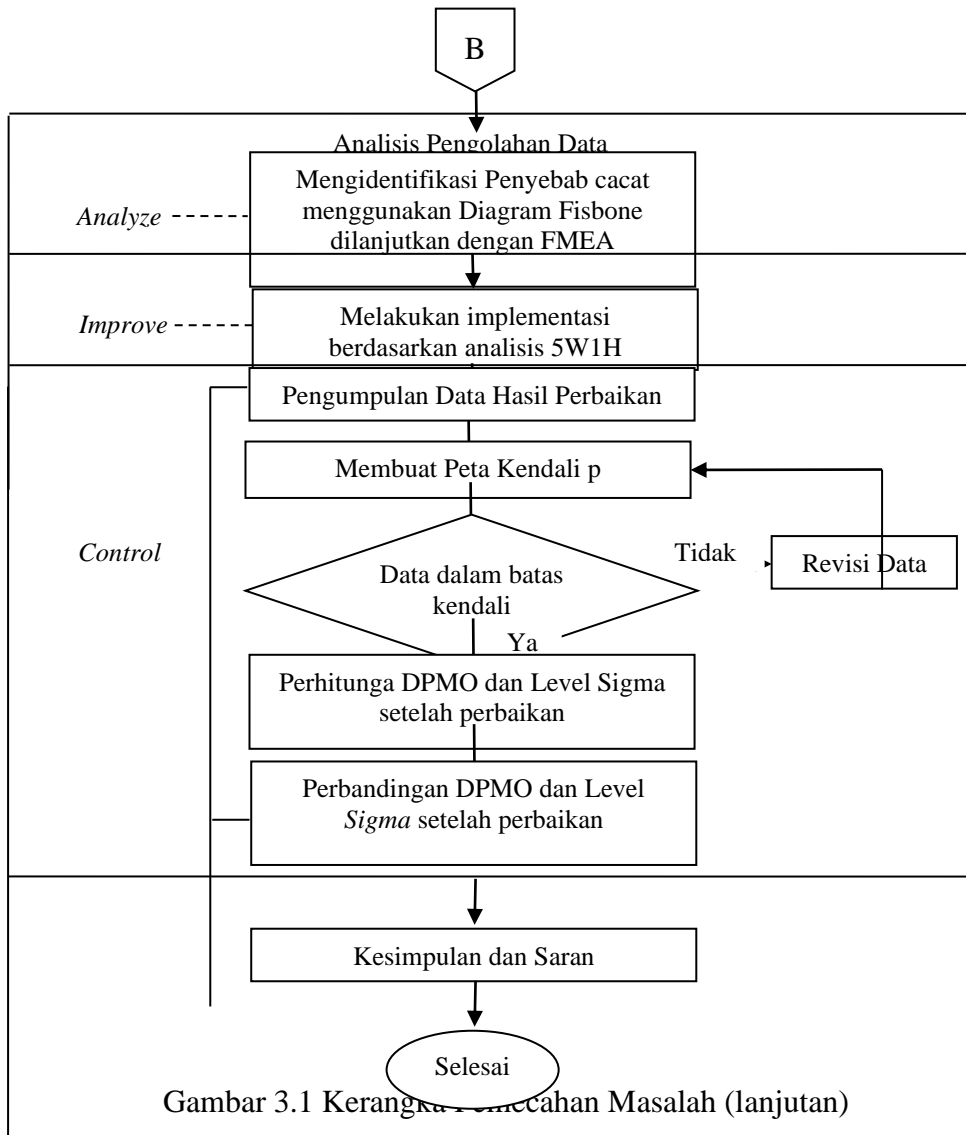 B
Analisis Pengolahan Data
Mengidentifikasi Penyebab cacat
menggunakan Diagram Fisbone
dilanjutkan dengan FMEA
Analyze
Improve
Melakukan implementasi
berdasarkan analisis 5W1H
Pengumpulan Data Hasil Perbaikan
Membuat Peta Kendali p
Control
Data dalam batas
kendali
Tidak
Revisi Data
Ya
Perhitunga DPMO dan Level Sigma
setelah perbaikan
Perbandingan DPMO dan Level
Sigma setelah perbaikan
Kesimpulan dan Saran
Selesai
Gambar 3.1 Kerangka Pemecahan Masalah (lanjutan)